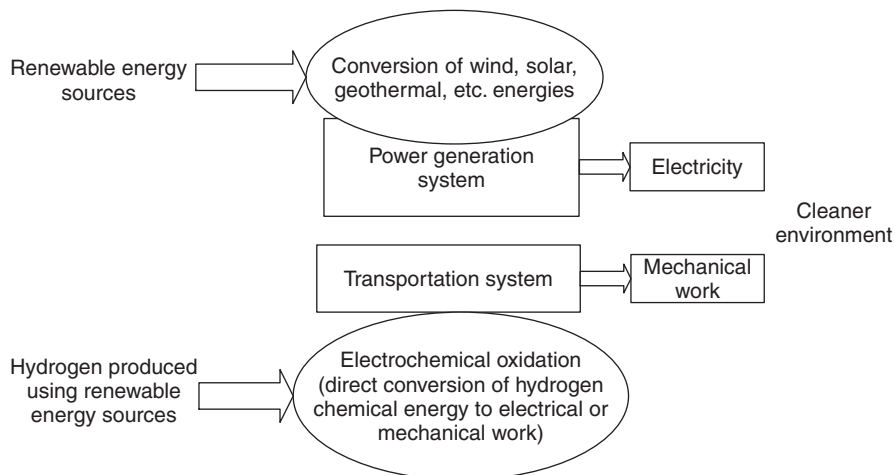 Renewable energy
sources
Conversion of wind, solar,
geothermal, etc. energies
Power generation
system
Electricity
Cleaner
environment
Transportation system
Mechanical
work
Hydrogen produced
using renewable
energy sources
Electrochemical oxidation
(direct conversion of hydrogen
chemical energy to electrical or
mechanical work)